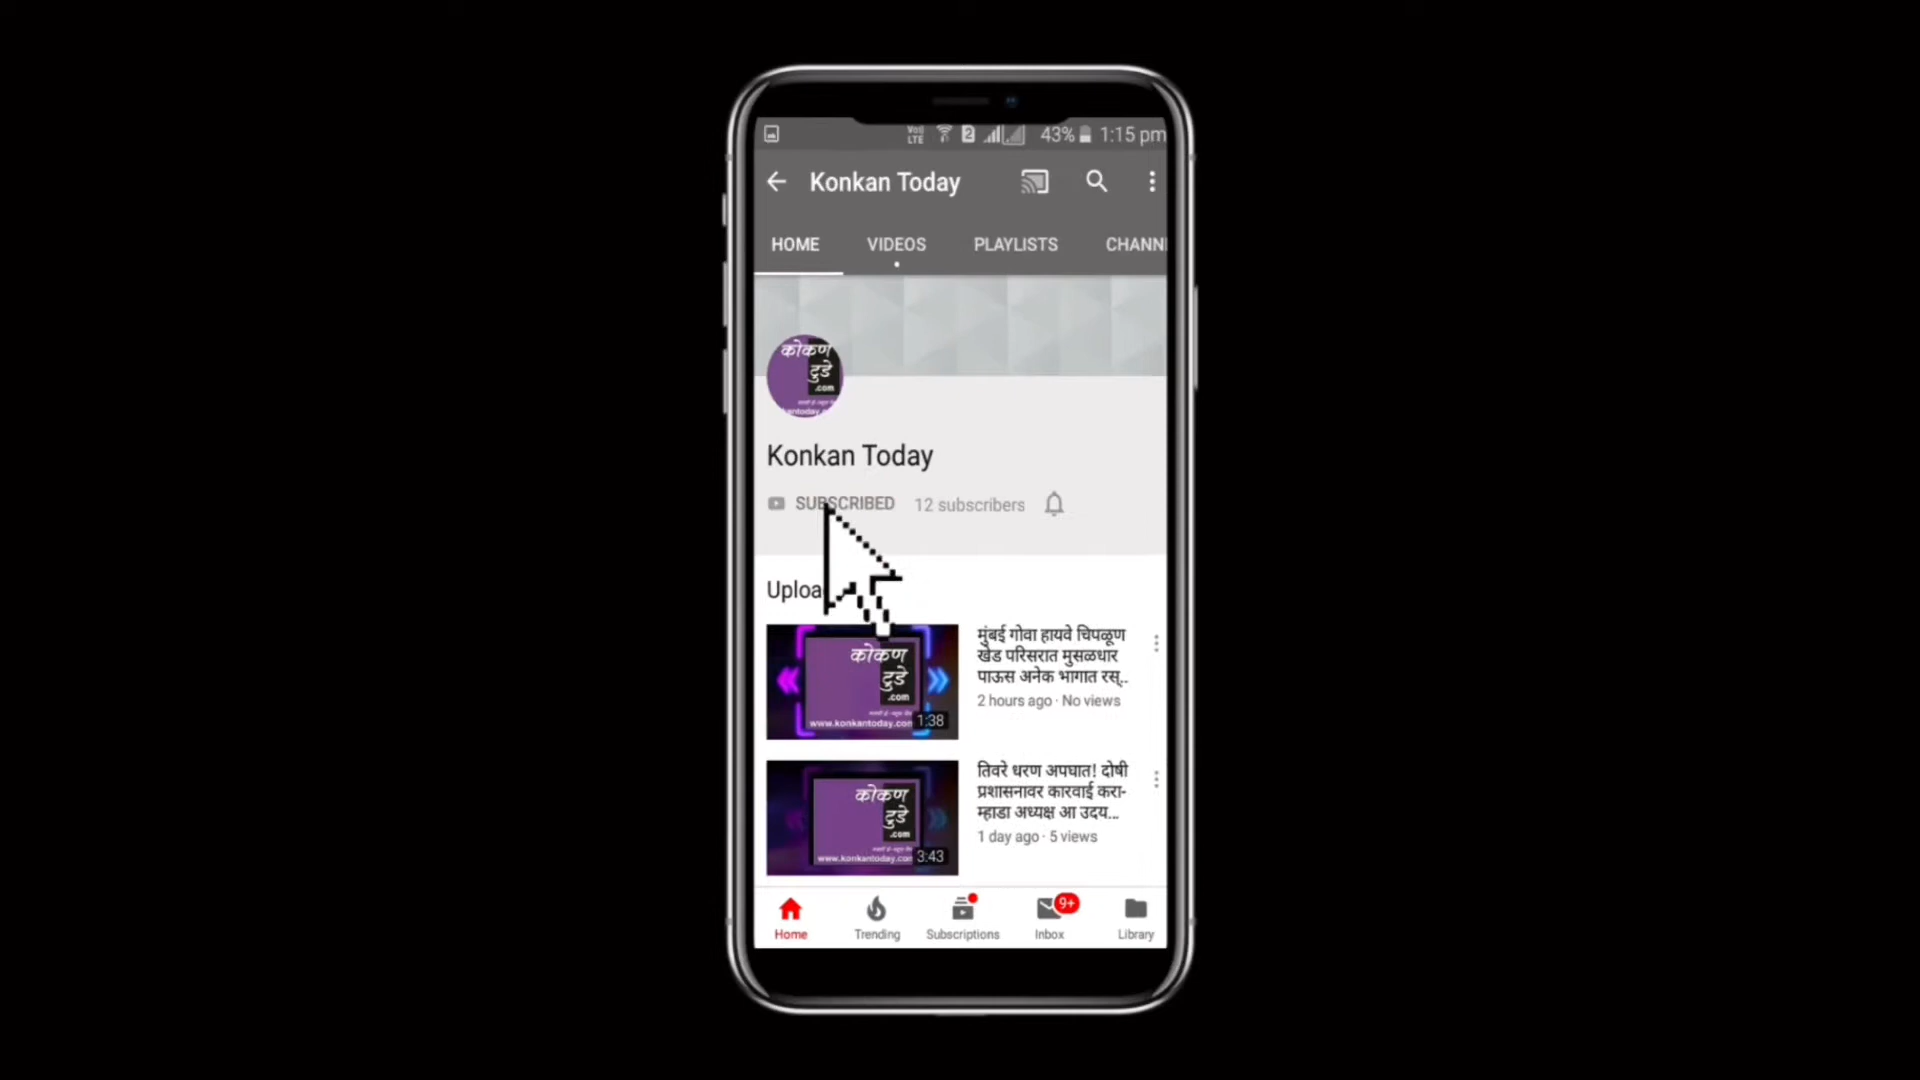 Vo)) LTE 2 43% 1:15 pm
Konkan Today
HOME VIDEOS PLAYLISTS CHANN
कोकण
टुडे
.com
Konkan Today
SUBSCRIBED 12 subscribers
Uploa
कोकण
टुडे
.com
www.konkantoday.com
1:38
मुंबई गोवा हायवे चिपळूण
खेड परिसरात मुसळधार
पाऊस अनेक भागात रस्..
2 hours ago · No views
कोकण
टुडे
.com
www.konkantoday.com
3:43
तिवरे धरण अपघात! दोषी
प्रशासनावर कारवाई करा-
म्हाडा अध्यक्ष आ उदय...
1 day ago · 5 views
9+
Home Trending Subscriptions Inbox Library